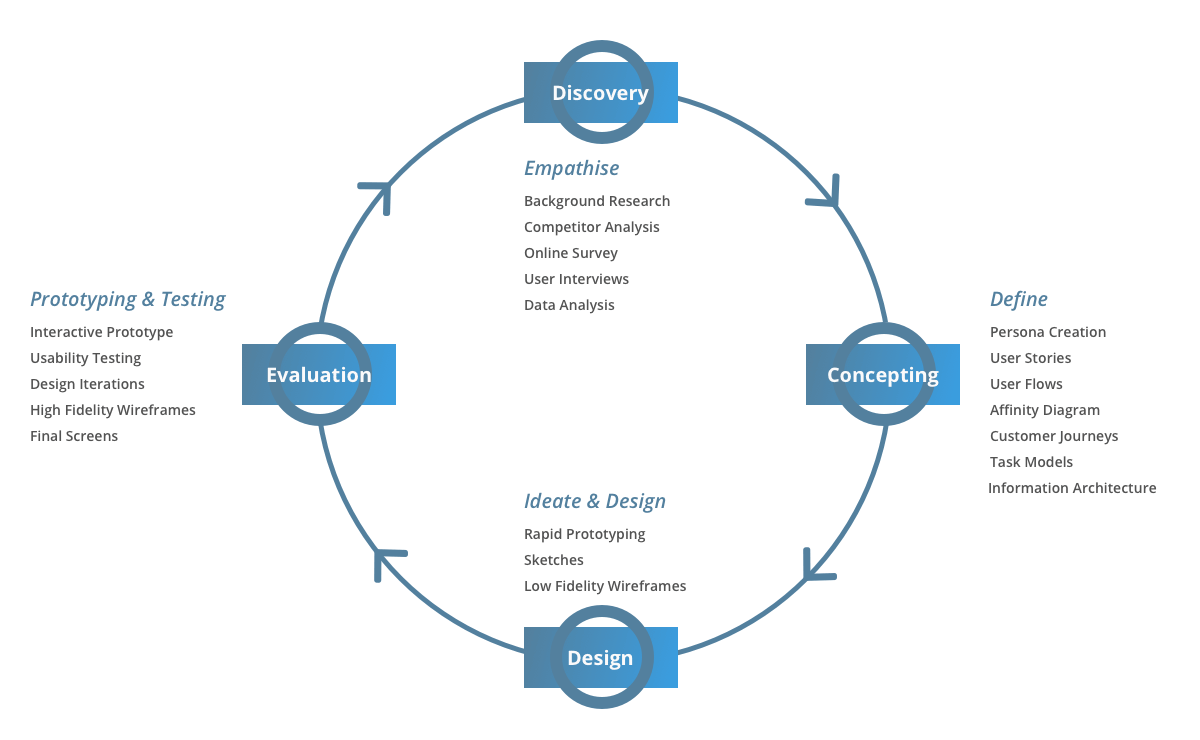 Discovery
Empathise
Background Research
Competitor Analysis
Online Survey
User Interviews
Data Analysis
Concepting
Define
Persona Creation
User Stories
User Flows
Affinity Diagram
Customer Journeys
Task Models
Information Architecture
Ideate & Design
Rapid Prototyping
Sketches
Low Fidelity Wireframes
Design
Prototyping & Testing
Interactive Prototype
Usability Testing
Design Iterations
High Fidelity Wireframes
Final Screens
Evaluation